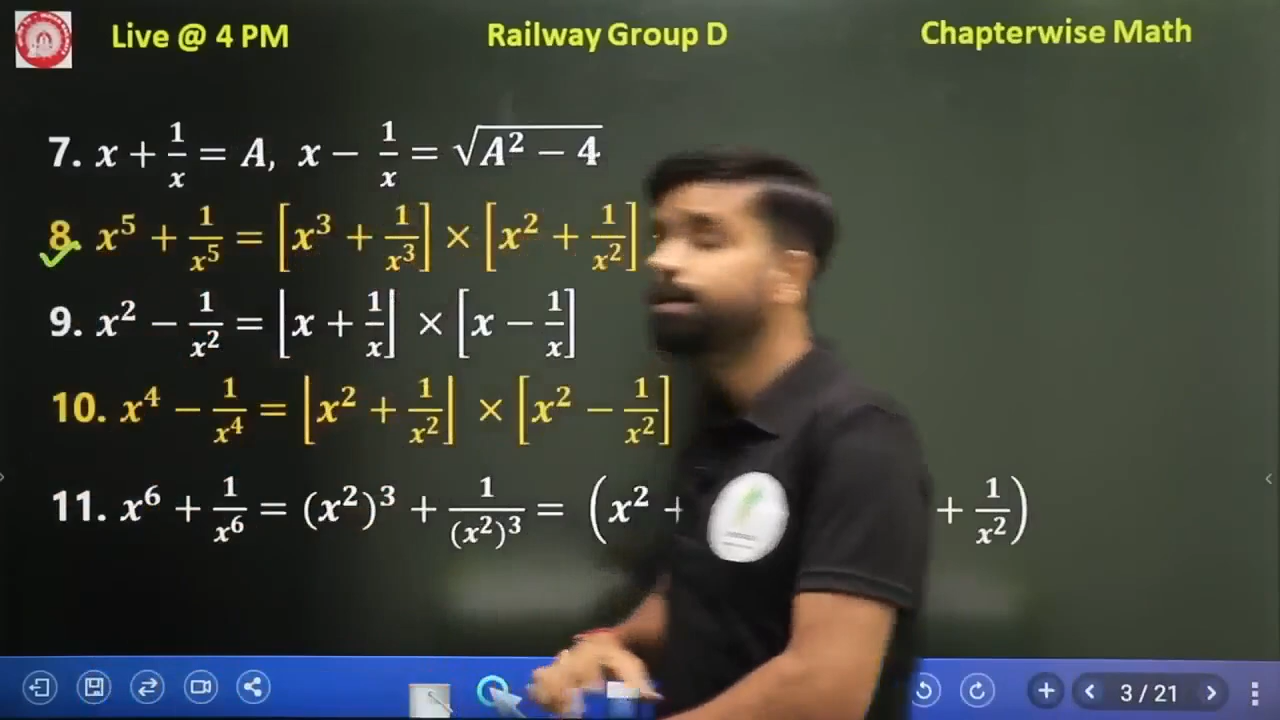 Live @ 4 PM
Railway Group D
Chapterwise Math
7. x + 1/x = A, x − 1/x = √(A² − 4)
8. x⁵ + 1/x⁵ = [x³ + 1/x³] × [x² + 1/x²]
9. x² − 1/x² = [x + 1/x] × [x − 1/x]
10. x⁴ − 1/x⁴ = [x² + 1/x²] × [x² − 1/x²]
11. x⁶ + 1/x⁶ = (x²)³ + 1/(x²)³ = (x² + + 1/x²)
3 / 21